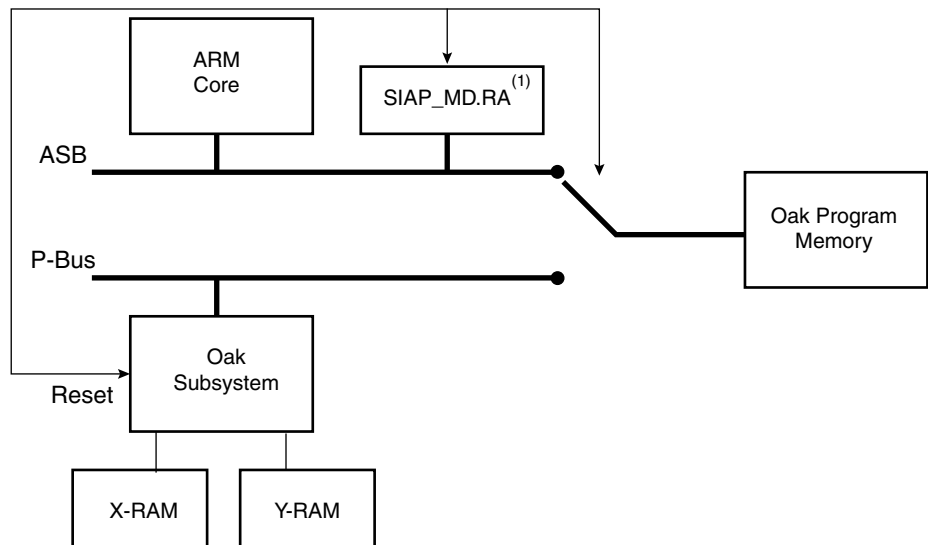 ARM
Core
SIAP_MD.RA(1)
ASB
Oak Program
Memory
P-Bus
Oak
Subsystem
Reset
X-RAM
Y-RAM